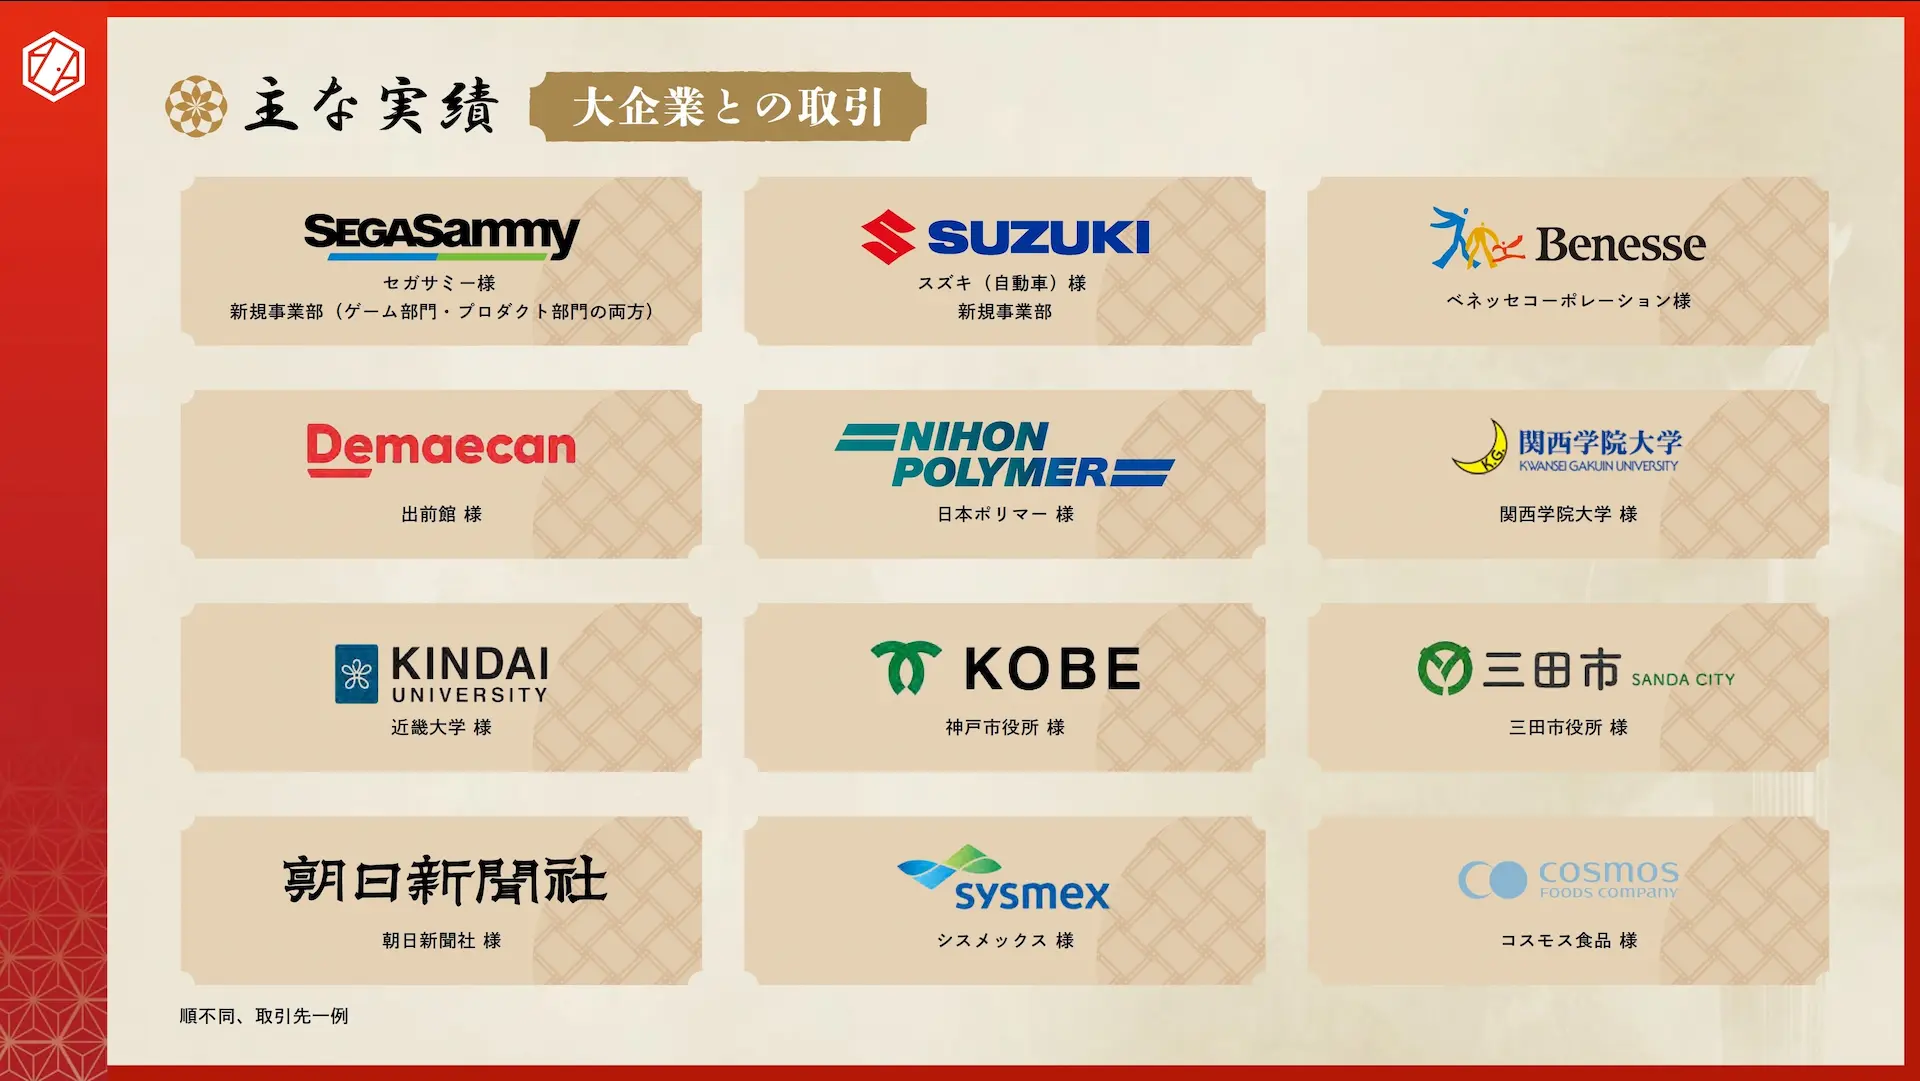 主な実績
大企業との取引
SEGASammy
セガサミー様
新規事業部（ゲーム部門・プロダクト部門の両方）
SUZUKI
スズキ（自動車）様
新規事業部
Benesse
ベネッセコーポレーション様
Demaecan
出前館 様
NIHON
POLYMER
日本ポリマー 様
K.G.
関西学院大学
KWANSEI GAKUIN UNIVERSITY
関西学院大学 様
KINDAI
UNIVERSITY
近畿大学 様
KOBE
神戸市役所 様
三田市 SANDA CITY
三田市役所 様
朝日新聞社
朝日新聞社 様
sysmex
シスメックス 様
cosmos
FOODS COMPANY
コスモス食品 様
順不同、取引先一例